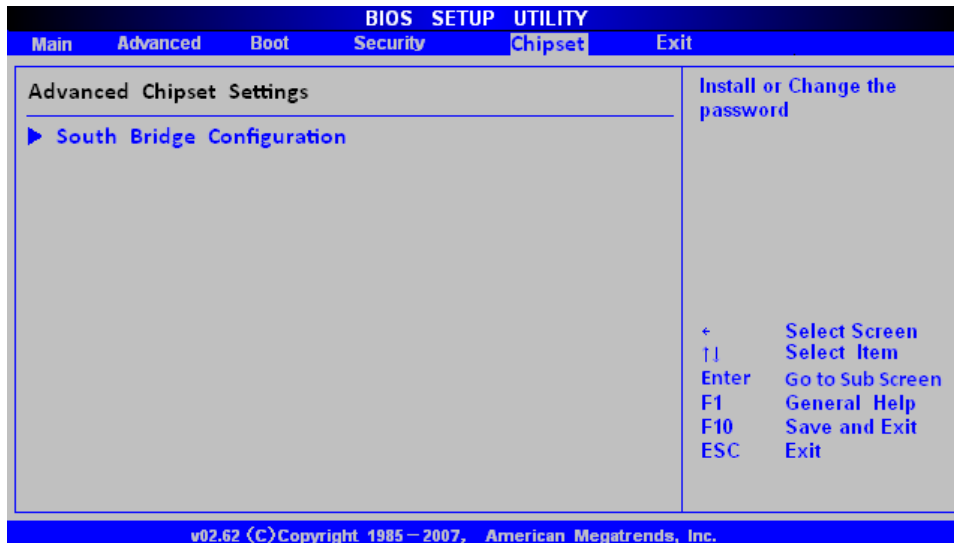 BIOS SETUP UTILITY
Main Advanced Boot Security Chipset Exit
Advanced Chipset Settings
▶ South Bridge Configuration
Install or Change the
password
← Select Screen
↑↓ Select Item
Enter Go to Sub Screen
F1 General Help
F10 Save and Exit
ESC Exit
v02.62 (C)Copyright 1985-2007, American Megatrends, Inc.